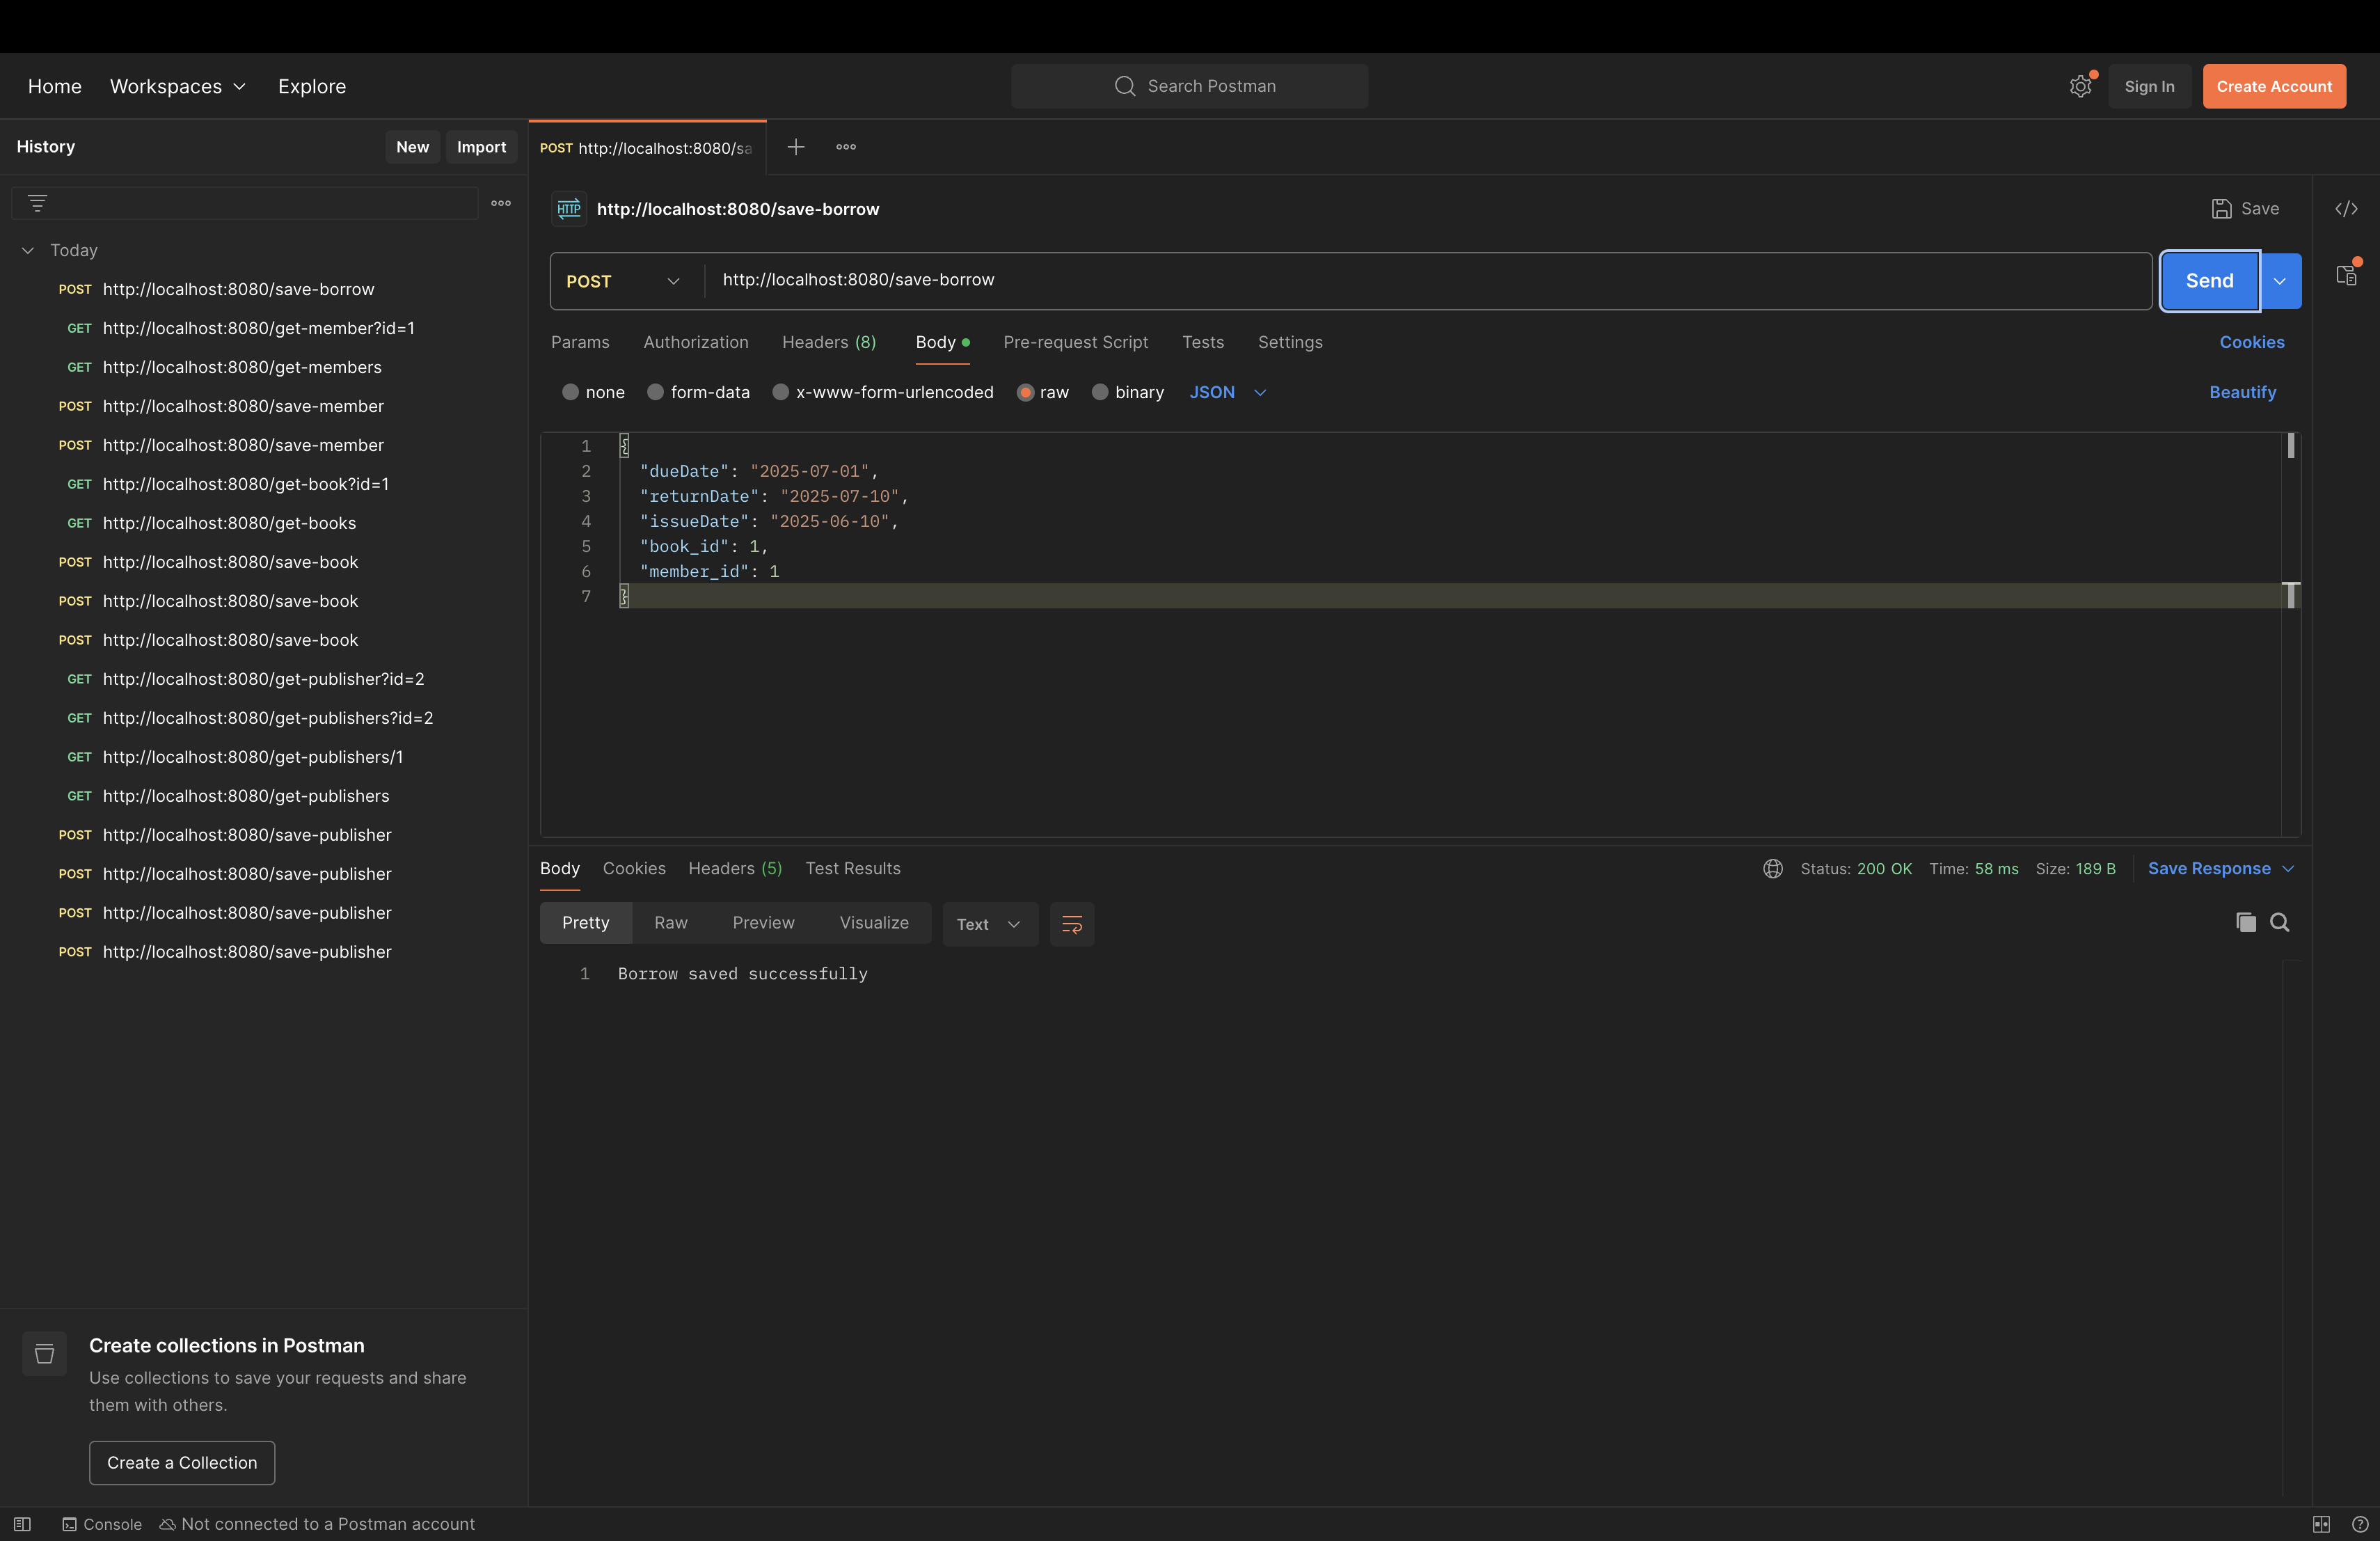 Home Workspaces Explore Search Postman Sign In Create Account
History New Import
Today
POST http://localhost:8080/save-borrow
GET http://localhost:8080/get-member?id=1
GET http://localhost:8080/get-members
POST http://localhost:8080/save-member
POST http://localhost:8080/save-member
GET http://localhost:8080/get-book?id=1
GET http://localhost:8080/get-books
POST http://localhost:8080/save-book
POST http://localhost:8080/save-book
POST http://localhost:8080/save-book
GET http://localhost:8080/get-publisher?id=2
GET http://localhost:8080/get-publishers?id=2
GET http://localhost:8080/get-publishers/1
GET http://localhost:8080/get-publishers
POST http://localhost:8080/save-publisher
POST http://localhost:8080/save-publisher
POST http://localhost:8080/save-publisher
POST http://localhost:8080/save-publisher
Create collections in Postman
Use collections to save your requests and share
them with others.
Create a Collection
POST http://localhost:8080/sa
HTTP http://localhost:8080/save-borrow Save
POST http://localhost:8080/save-borrow Send
Params Authorization Headers (8) Body Pre-request Script Tests Settings Cookies
none form-data x-www-form-urlencoded raw binary JSON Beautify
1 {
2 "dueDate": "2025-07-01",
3 "returnDate": "2025-07-10",
4 "issueDate": "2025-06-10",
5 "book_id": 1,
6 "member_id": 1
7 }
Body Cookies Headers (5) Test Results Status: 200 OK Time: 58 ms Size: 189 B Save Response
Pretty Raw Preview Visualize Text
1 Borrow saved successfully
Console Not connected to a Postman account